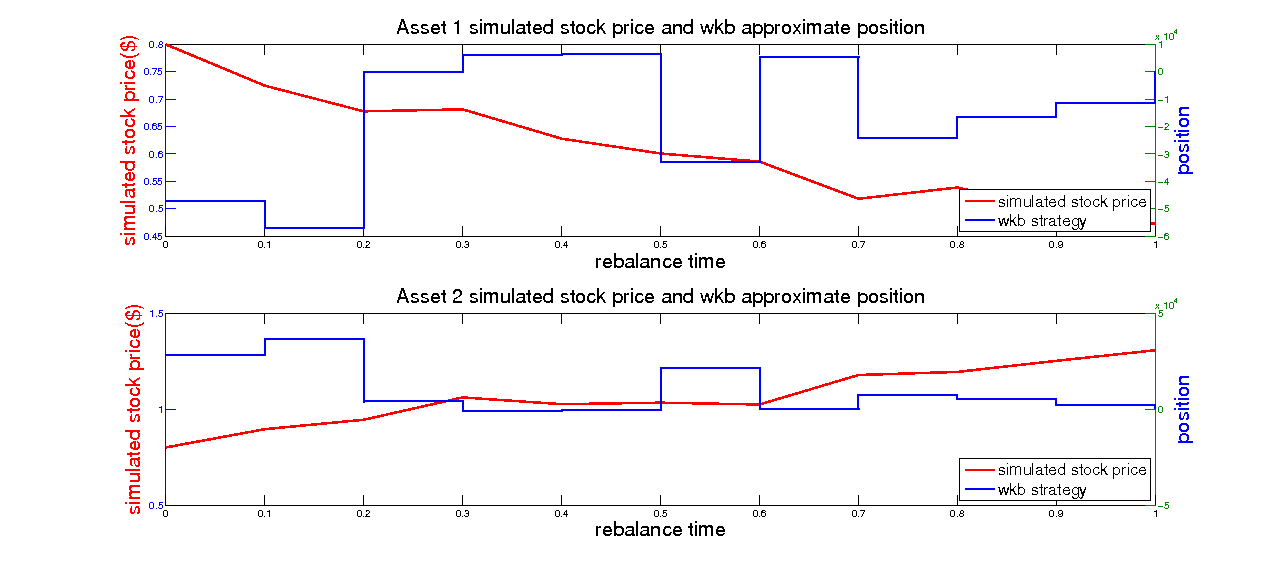 Asset 1 simulated stock price and wkb approximate position
x 10^4
simulated stock price($)
0.8
0.75
0.7
0.65
0.6
0.55
0.5
0.45
1
0
-1
-2
-3
-4
-5
-6
position
simulated stock price
wkb strategy
0 0.1 0.2 0.3 0.4 0.5 0.6 0.7 0.8 0.9 1
rebalance time
Asset 2 simulated stock price and wkb approximate position
x 10^4
simulated stock price($)
1.5
1
0.5
5
0
-5
position
simulated stock price
wkb strategy
0 0.1 0.2 0.3 0.4 0.5 0.6 0.7 0.8 0.9 1
rebalance time